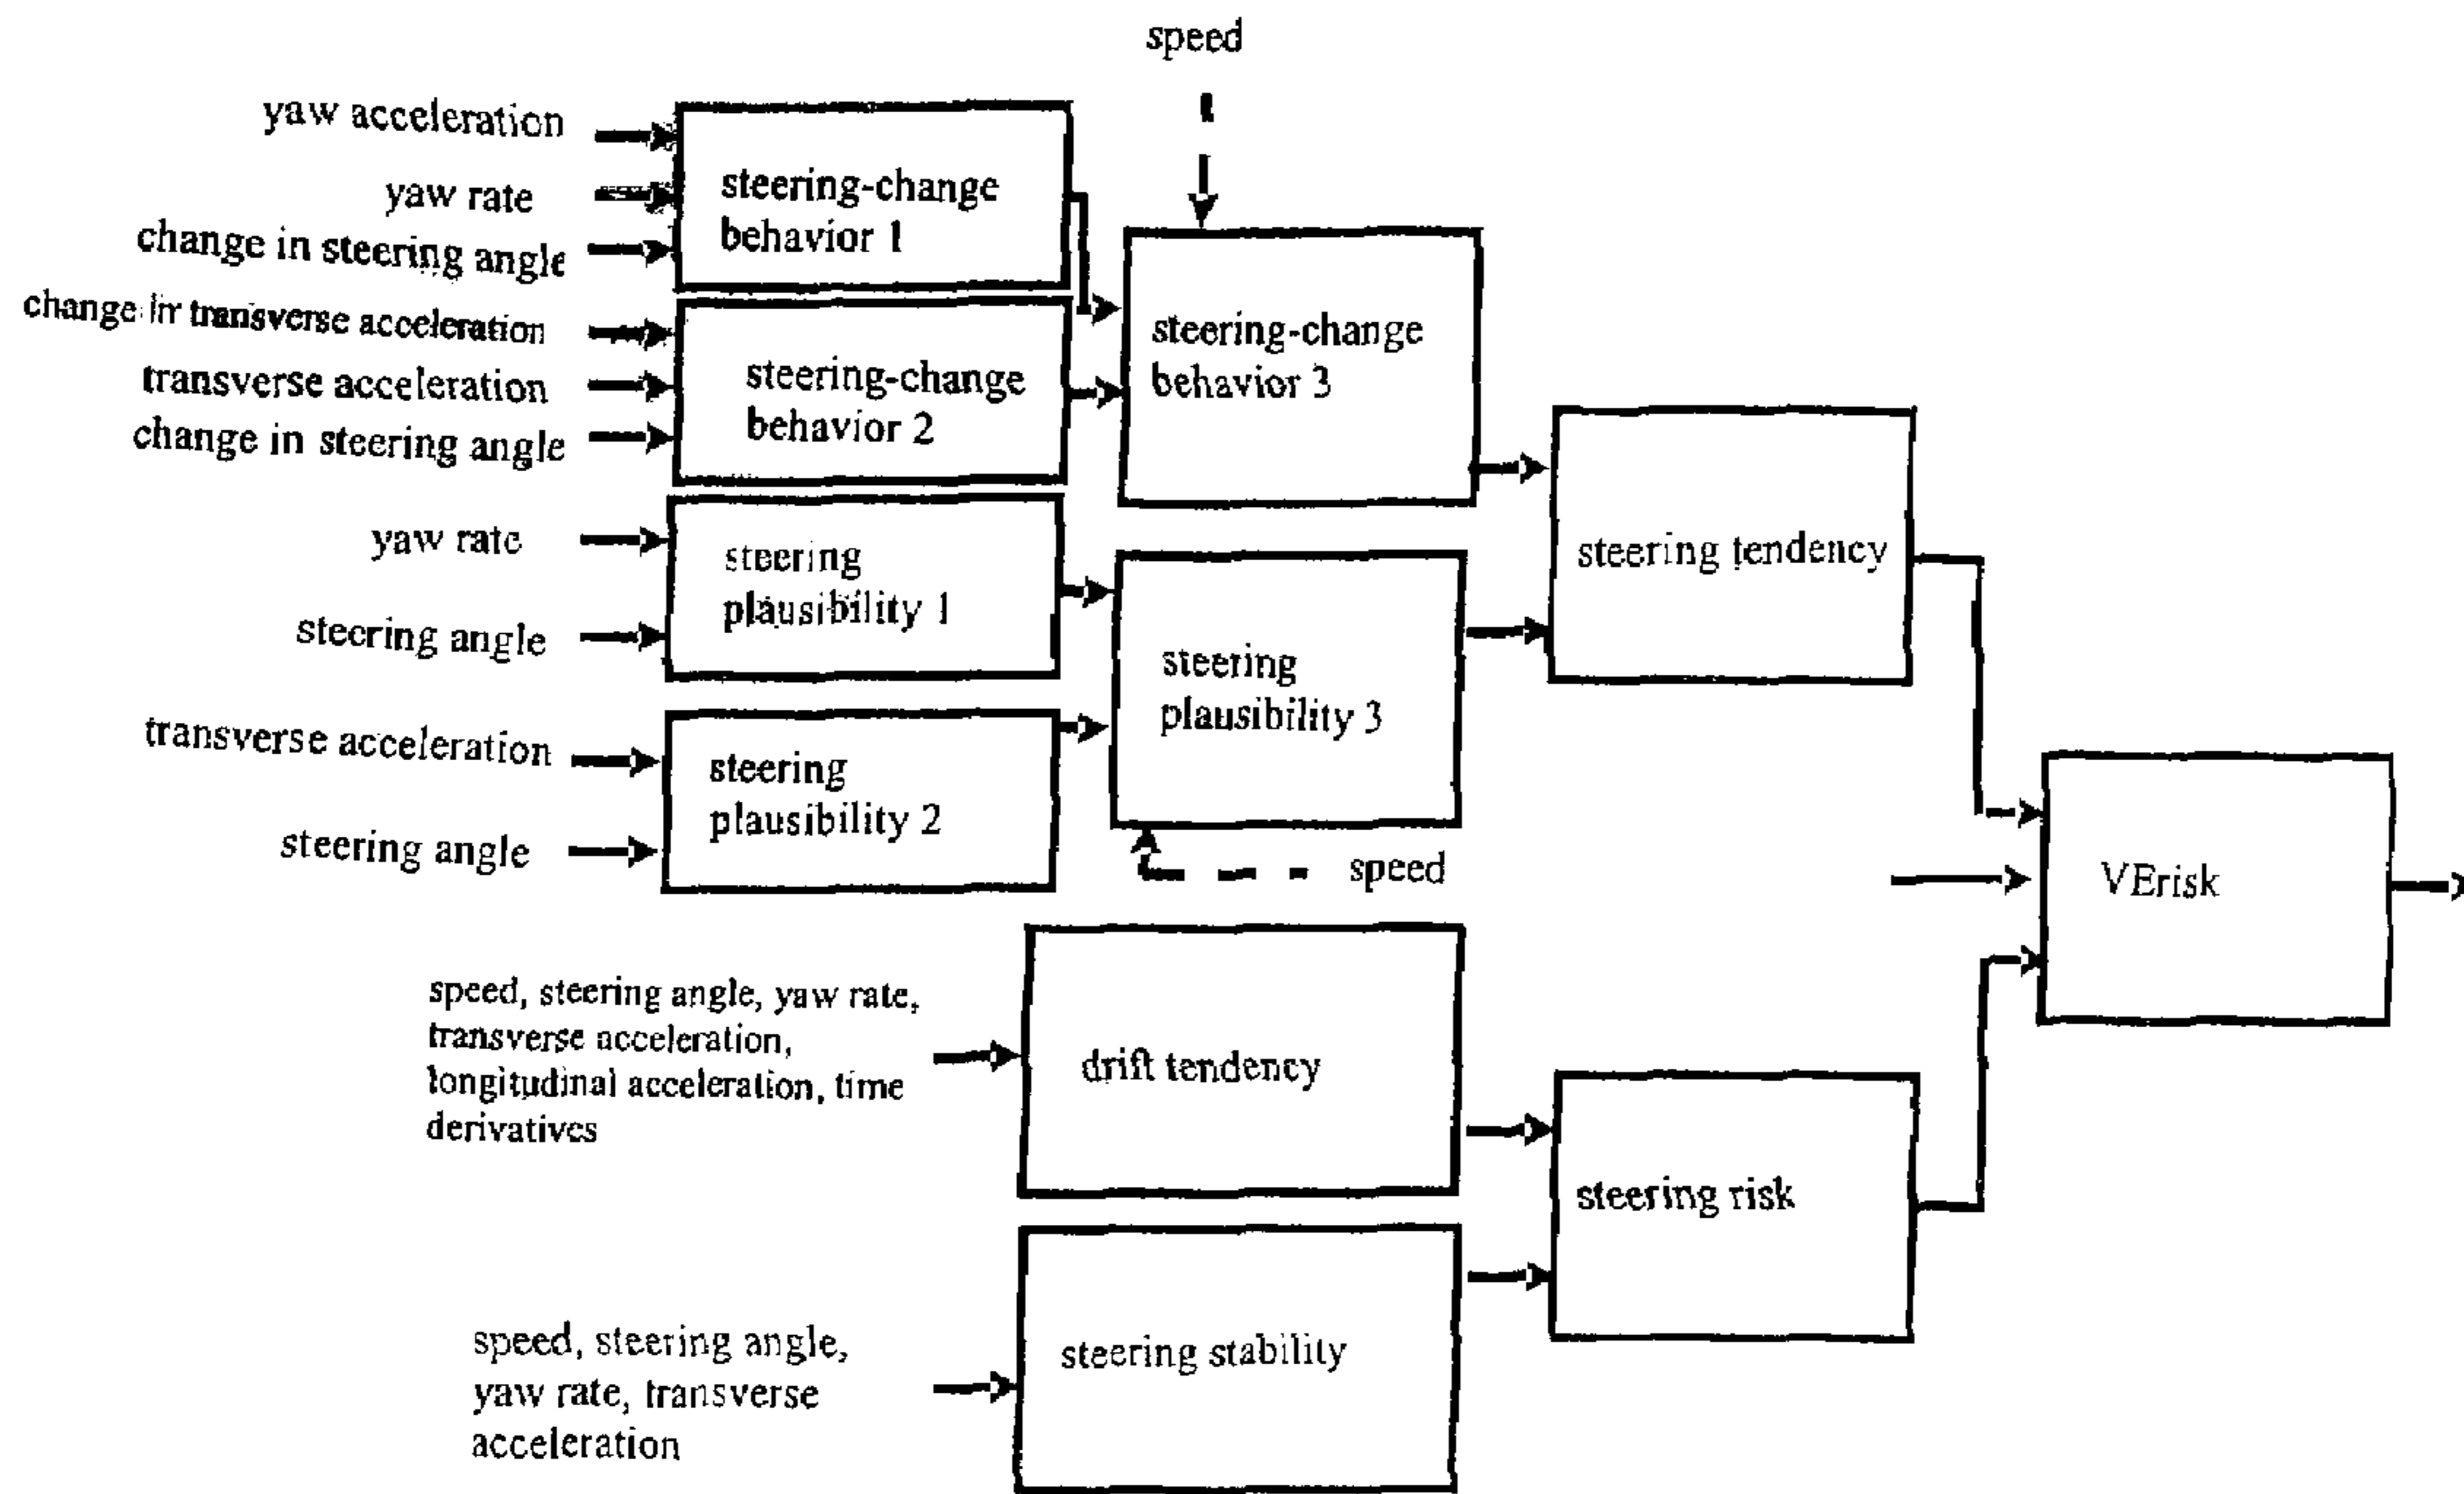 speed
yaw acceleration
yaw rate
change in steering angle
steering-change
behavior 1
change in transverse acceleration
transverse acceleration
change in steering angle
steering-change
behavior 2
steering-change
behavior 3
yaw rate
steering angle
steering
plausibility 1
transverse acceleration
steering angle
steering
plausibility 2
steering
plausibility 3
speed
steering tendency
VErisk
speed, steering angle, yaw rate,
transverse acceleration,
longitudinal acceleration, time
derivatives
drift tendency
steering risk
speed, steering angle,
yaw rate, transverse
acceleration
steering stability